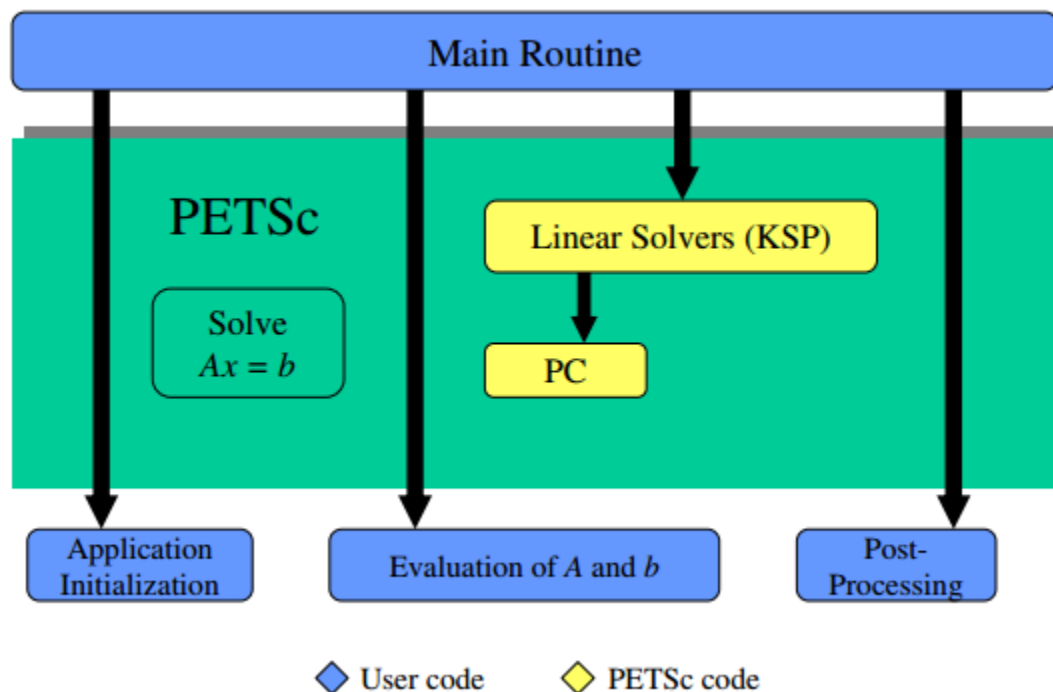 Main Routine
PETSc
Linear Solvers (KSP)
Solve
Ax = b
PC
Application
Initialization
Evaluation of A and b
Post-
Processing
User code
PETSc code